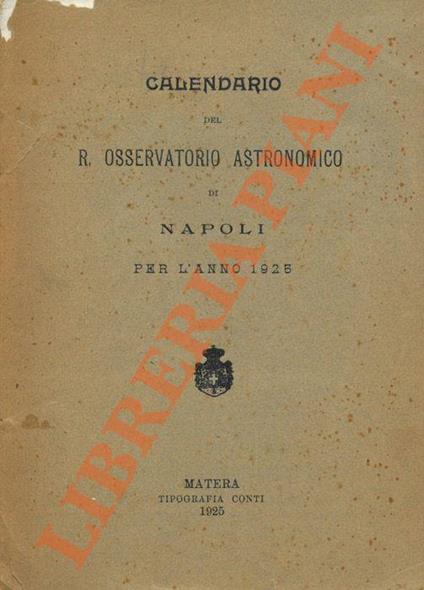 CALENDARIO
DEL
R. OSSERVATORIO ASTRONOMICO
DI
NAPOLI
PER L'ANNO 1925
MATERA
TIPOGRAFIA CONTI
1925
LIBRERIA PIANI